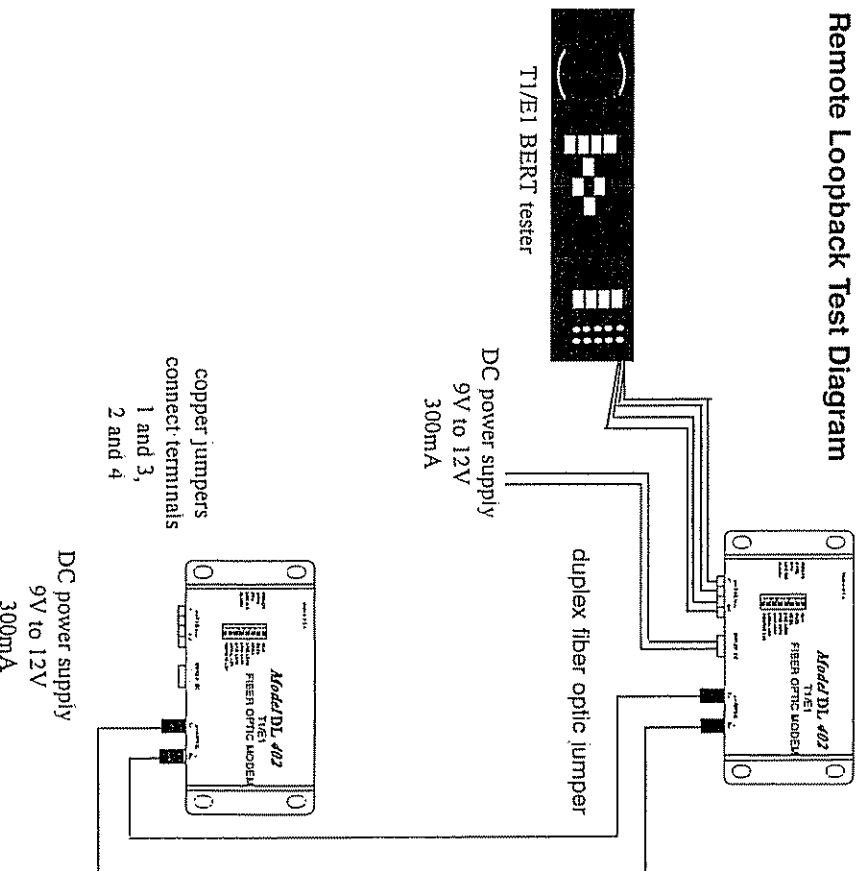 Remote Loopback Test Diagram
T1/E1 BERT tester
DC power supply
9V to 12V
300mA
Model DL 402
T1/E1
FIBER OPTIC MODEM
duplex fiber optic jumper
copper jumpers
connect terminals
1 and 3,
2 and 4
Model DL 402
T1/E1
FIBER OPTIC MODEM
DC power supply
9V to 12V
300mA